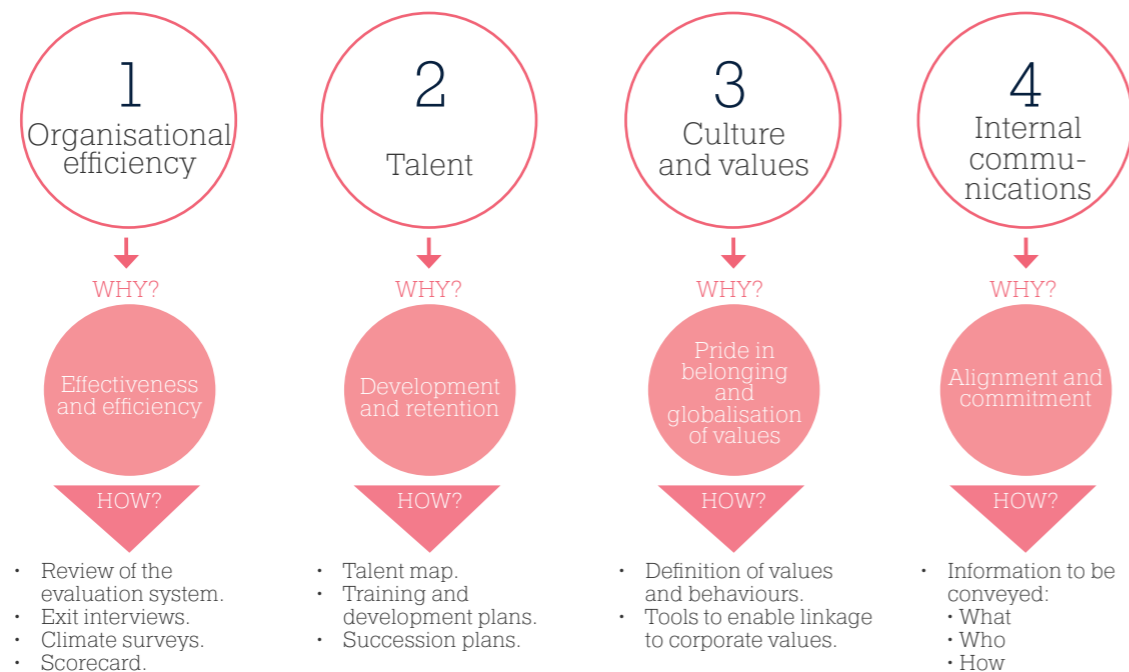 1
Organisational
efficiency
WHY?
Effectiveness
and efficiency
HOW?
• Review of the
evaluation system.
• Exit interviews.
• Climate surveys.
• Scorecard.
2
Talent
WHY?
Development
and retention
HOW?
• Talent map.
• Training and
development plans.
• Succession plans.
3
Culture
and values
WHY?
Pride in
belonging
and
globalisation
of values
HOW?
• Definition of values
and behaviours.
• Tools to enable linkage
to corporate values.
4
Internal
commu-
nications
WHY?
Alignment and
commitment
HOW?
• Information to be
conveyed:
• What
• Who
• How